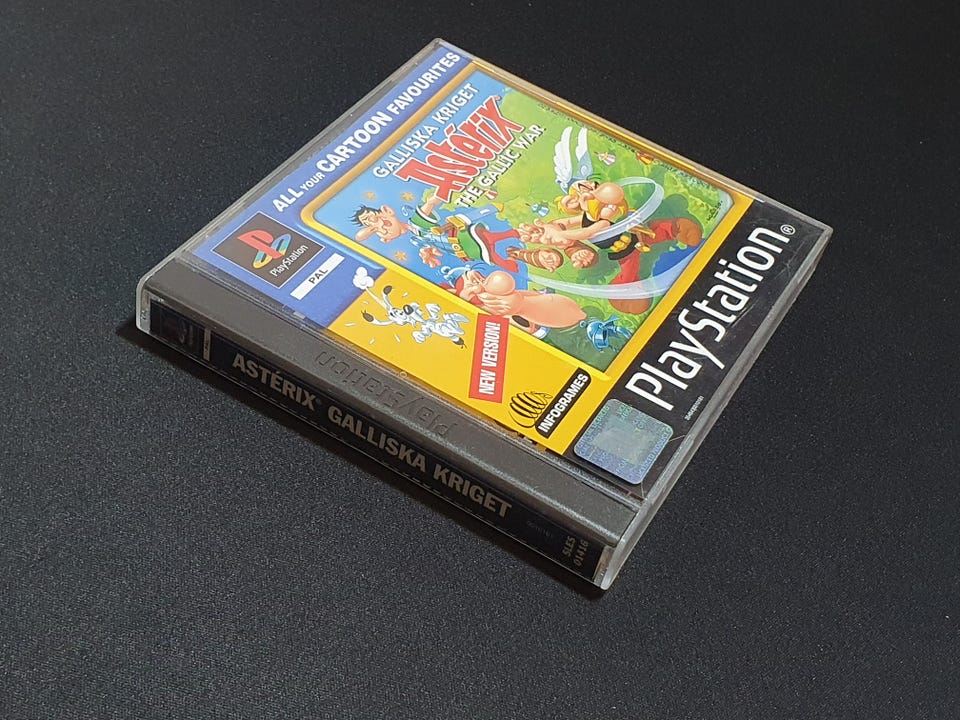 ALL YOUR CARTOON FAVOURITES
PlayStation
PAL
GALLISKA KRIGET
Astérix
THE GALLIC WAR
NEW VERSION!
INFOGRAMES
PlayStation®
PlayStation
PAL
ASTÉRIX® GALLISKA KRIGET
SLES
01416